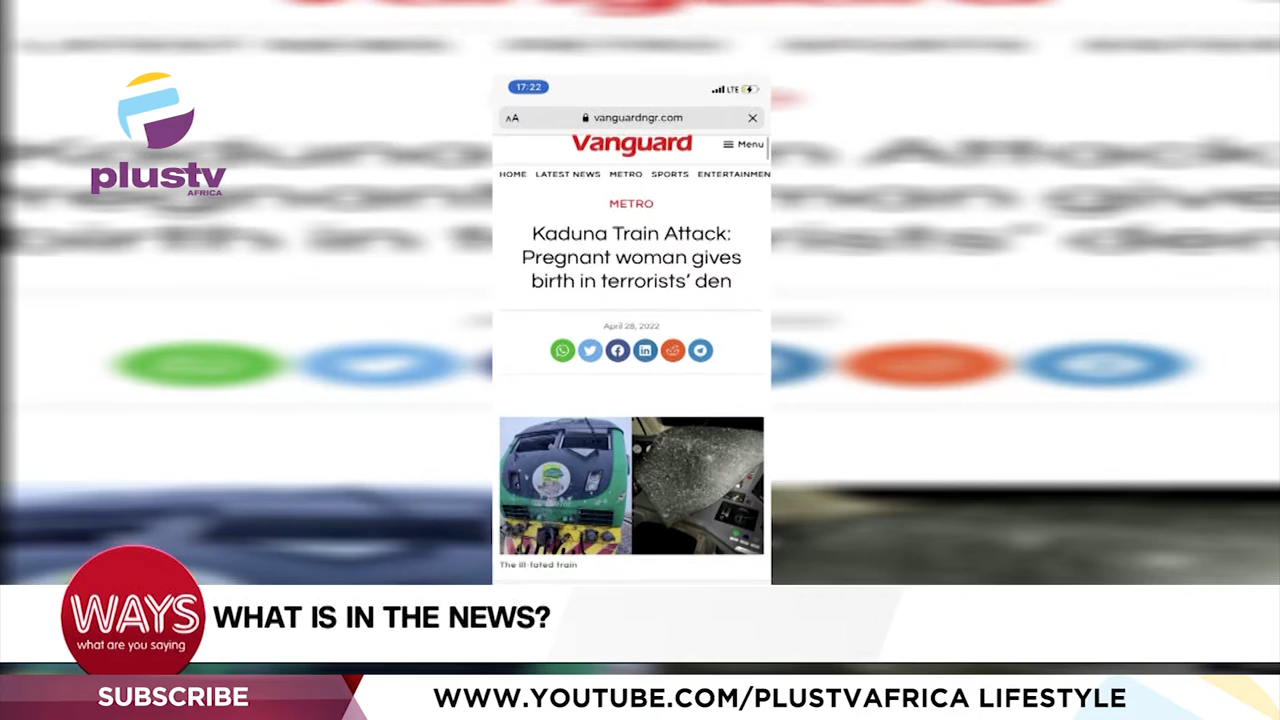 plustv
AFRICA
17:22
LTE
AA
vanguardngr.com
Vanguard
Menu
HOME LATEST NEWS METRO SPORTS ENTERTAINMEN
METRO
Kaduna Train Attack:
Pregnant woman gives
birth in terrorists’ den
April 28, 2022
The ill-fated train
WAYS
what are you saying
WHAT IS IN THE NEWS?
SUBSCRIBE
WWW.YOUTUBE.COM/PLUSTVAFRICA LIFESTYLE